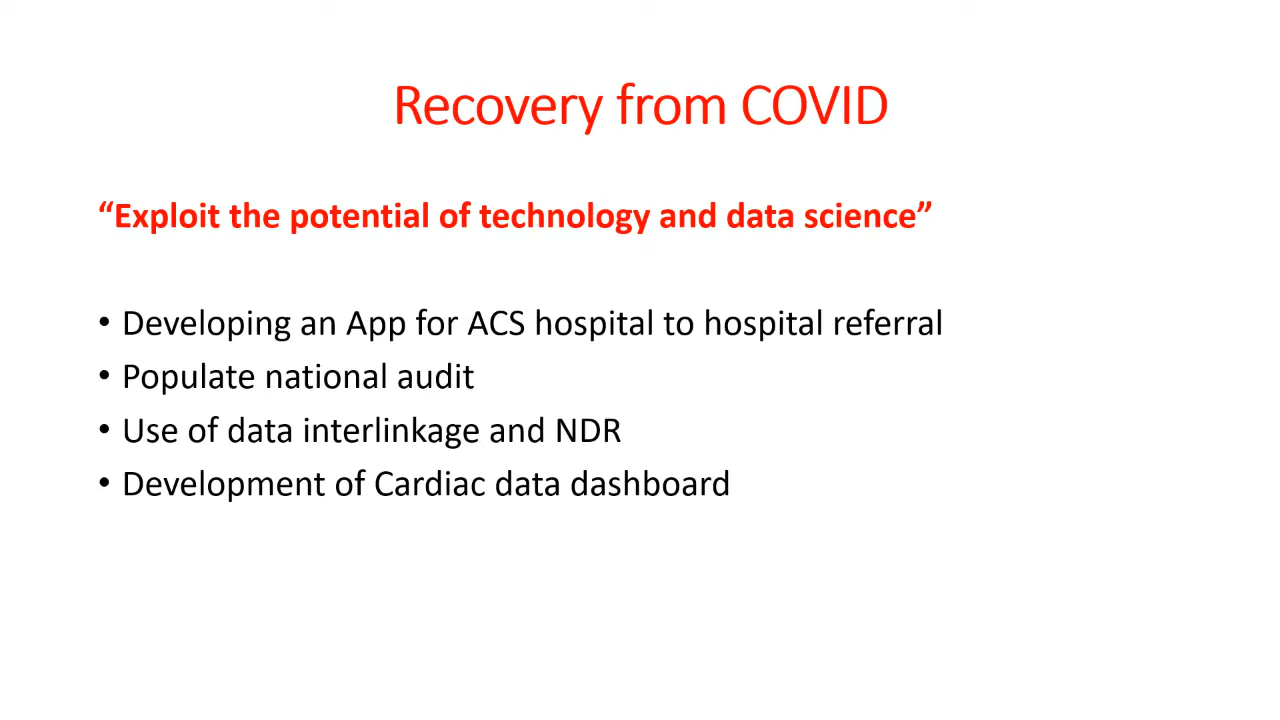 Recovery from COVID
“Exploit the potential of technology and data science”
• Developing an App for ACS hospital to hospital referral
• Populate national audit
• Use of data interlinkage and NDR
• Development of Cardiac data dashboard